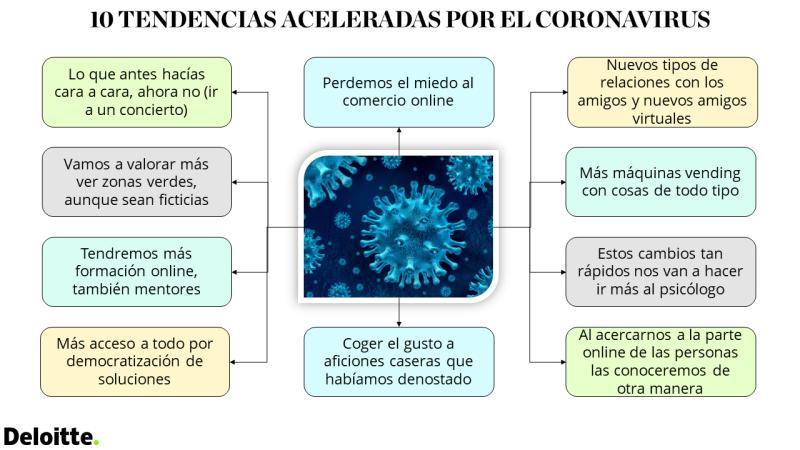 10 TENDENCIAS ACELERADAS POR EL CORONAVIRUS
Lo que antes hacías
cara a cara, ahora no (ir
a un concierto)
Vamos a valorar más
ver zonas verdes,
aunque sean ficticias
Tendremos más
formación online,
también mentores
Más acceso a todo por
democratización de
soluciones
Perdemos el miedo al
comercio online
Coger el gusto a
aficiones caseras que
habíamos denostado
Nuevos tipos de
relaciones con los
amigos y nuevos amigos
virtuales
Más máquinas vending
con cosas de todo tipo
Estos cambios tan
rápidos nos van a hacer
ir más al psicólogo
Al acercarnos a la parte
online de las personas
las conoceremos de
otra manera
Deloitte.